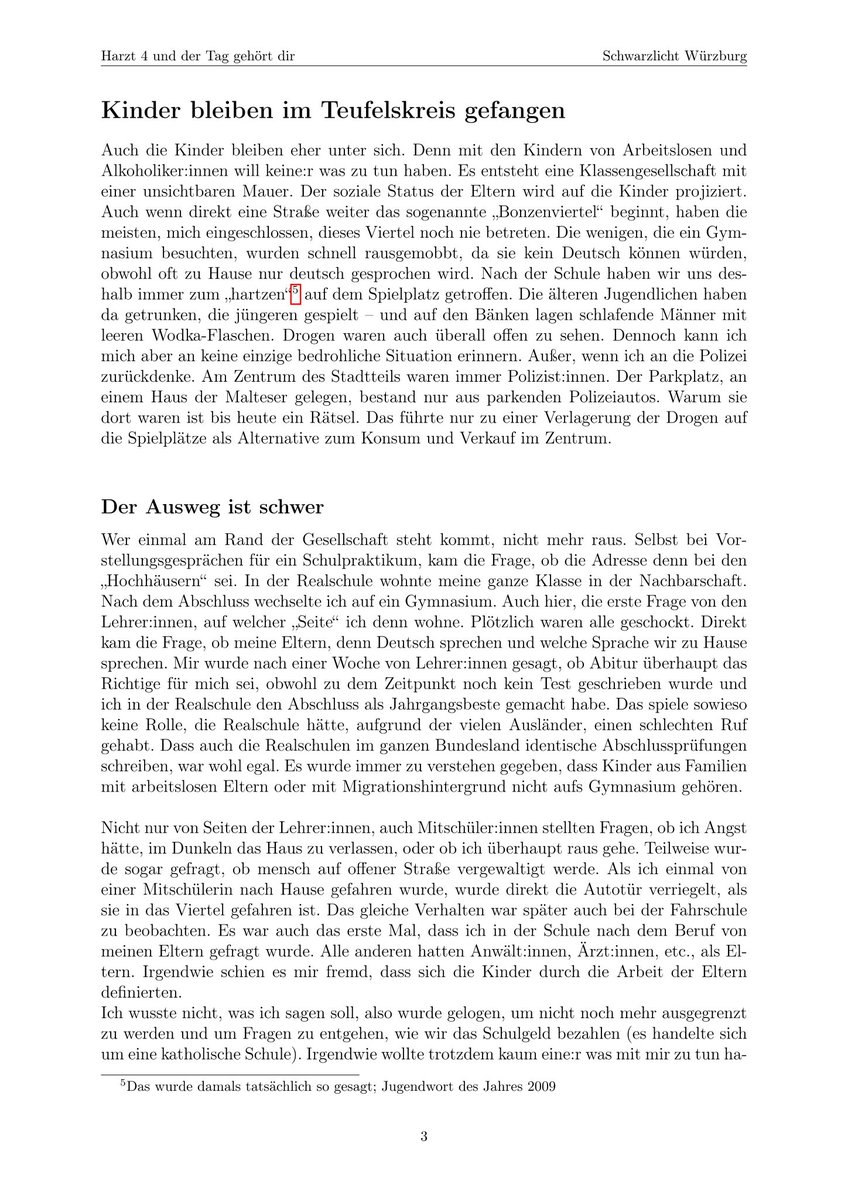 Harzt 4 und der Tag gehört dir Schwarzlicht Würzburg
Kinder bleiben im Teufelskreis gefangen
Auch die Kinder bleiben eher unter sich. Denn mit den Kindern von Arbeitslosen und
Alkoholiker:innen will keine:r was zu tun haben. Es entsteht eine Klassengesellschaft mit
einer unsichtbaren Mauer. Der soziale Status der Eltern wird auf die Kinder projiziert.
Auch wenn direkt eine Straße weiter das sogenannte „Bonzenviertel“ beginnt, haben die
meisten, mich eingeschlossen, dieses Viertel noch nie betreten. Die wenigen, die ein Gym-
nasium besuchten, wurden schnell rausgemobbt, da sie kein Deutsch können würden,
obwohl oft zu Hause nur deutsch gesprochen wird. Nach der Schule haben wir uns des-
halb immer zum „hartzen“5 auf dem Spielplatz getroffen. Die älteren Jugendlichen haben
da getrunken, die jüngeren gespielt – und auf den Bänken lagen schlafende Männer mit
leeren Wodka-Flaschen. Drogen waren auch überall offen zu sehen. Dennoch kann ich
mich aber an keine einzige bedrohliche Situation erinnern. Außer, wenn ich an die Polizei
zurückdenke. Am Zentrum des Stadtteils waren immer Polizist:innen. Der Parkplatz, an
einem Haus der Malteser gelegen, bestand nur aus parkenden Polizeiautos. Warum sie
dort waren ist bis heute ein Rätsel. Das führte nur zu einer Verlagerung der Drogen auf
die Spielplätze als Alternative zum Konsum und Verkauf im Zentrum.
Der Ausweg ist schwer
Wer einmal am Rand der Gesellschaft steht kommt, nicht mehr raus. Selbst bei Vor-
stellungsgesprächen für ein Schulpraktikum, kam die Frage, ob die Adresse denn bei den
„Hochhäusern“ sei. In der Realschule wohnte meine ganze Klasse in der Nachbarschaft.
Nach dem Abschluss wechselte ich auf ein Gymnasium. Auch hier, die erste Frage von den
Lehrer:innen, auf welcher „Seite“ ich denn wohne. Plötzlich waren alle geschockt. Direkt
kam die Frage, ob meine Eltern, denn Deutsch sprechen und welche Sprache wir zu Hause
sprechen. Mir wurde nach einer Woche von Lehrer:innen gesagt, ob Abitur überhaupt das
Richtige für mich sei, obwohl zu dem Zeitpunkt noch kein Test geschrieben wurde und
ich in der Realschule den Abschluss als Jahrgangsbeste gemacht habe. Das spiele sowieso
keine Rolle, die Realschule hätte, aufgrund der vielen Ausländer, einen schlechten Ruf
gehabt. Dass auch die Realschulen im ganzen Bundesland identische Abschlussprüfungen
schreiben, war wohl egal. Es wurde immer zu verstehen gegeben, dass Kinder aus Familien
mit arbeitslosen Eltern oder mit Migrationshintergrund nicht aufs Gymnasium gehören.
Nicht nur von Seiten der Lehrer:innen, auch Mitschüler:innen stellten Fragen, ob ich Angst
hätte, im Dunkeln das Haus zu verlassen, oder ob ich überhaupt raus gehe. Teilweise wur-
de sogar gefragt, ob mensch auf offener Straße vergewaltigt werde. Als ich einmal von
einer Mitschülerin nach Hause gefahren wurde, wurde direkt die Autotür verriegelt, als
sie in das Viertel gefahren ist. Das gleiche Verhalten war später auch bei der Fahrschule
zu beobachten. Es war auch das erste Mal, dass ich in der Schule nach dem Beruf von
meinen Eltern gefragt wurde. Alle anderen hatten Anwält:innen, Ärzt:innen, etc., als El-
tern. Irgendwie schien es mir fremd, dass sich die Kinder durch die Arbeit der Eltern
definierten.
Ich wusste nicht, was ich sagen soll, also wurde gelogen, um nicht noch mehr ausgegrenzt
zu werden und um Fragen zu entgehen, wie wir das Schulgeld bezahlen (es handelte sich
um eine katholische Schule). Irgendwie wollte trotzdem kaum eine:r was mit mir zu tun ha-
5Das wurde damals tatsächlich so gesagt; Jugendwort des Jahres 2009
3